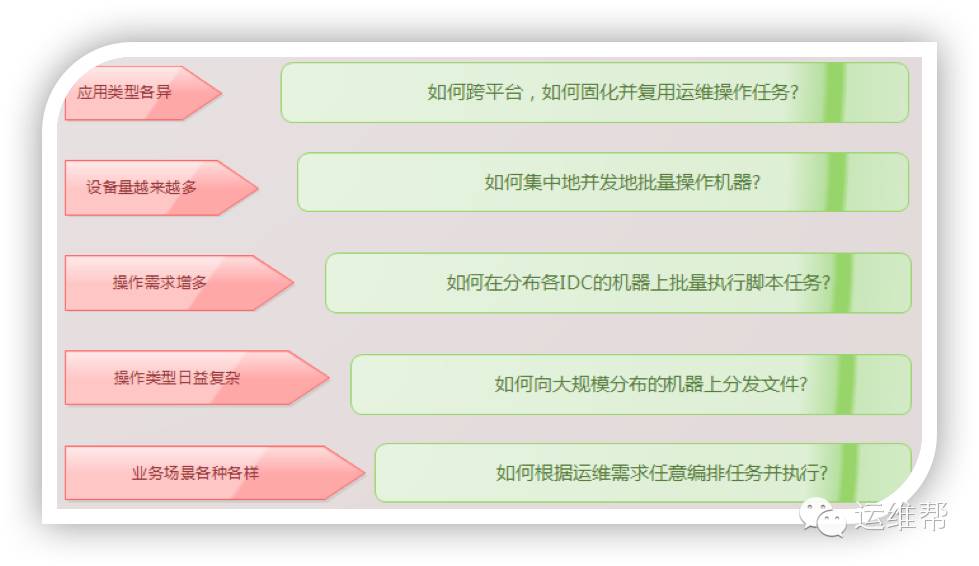 应用类型各异
如何跨平台，如何固化并复用运维操作任务?
设备量越来越多
如何集中地并发地批量操作机器?
操作需求增多
如何在分布各IDC的机器上批量执行脚本任务?
操作类型日益复杂
如何向大规模分布的机器上分发文件?
业务场景各种各样
如何根据运维需求任意编排任务并执行?
运维帮